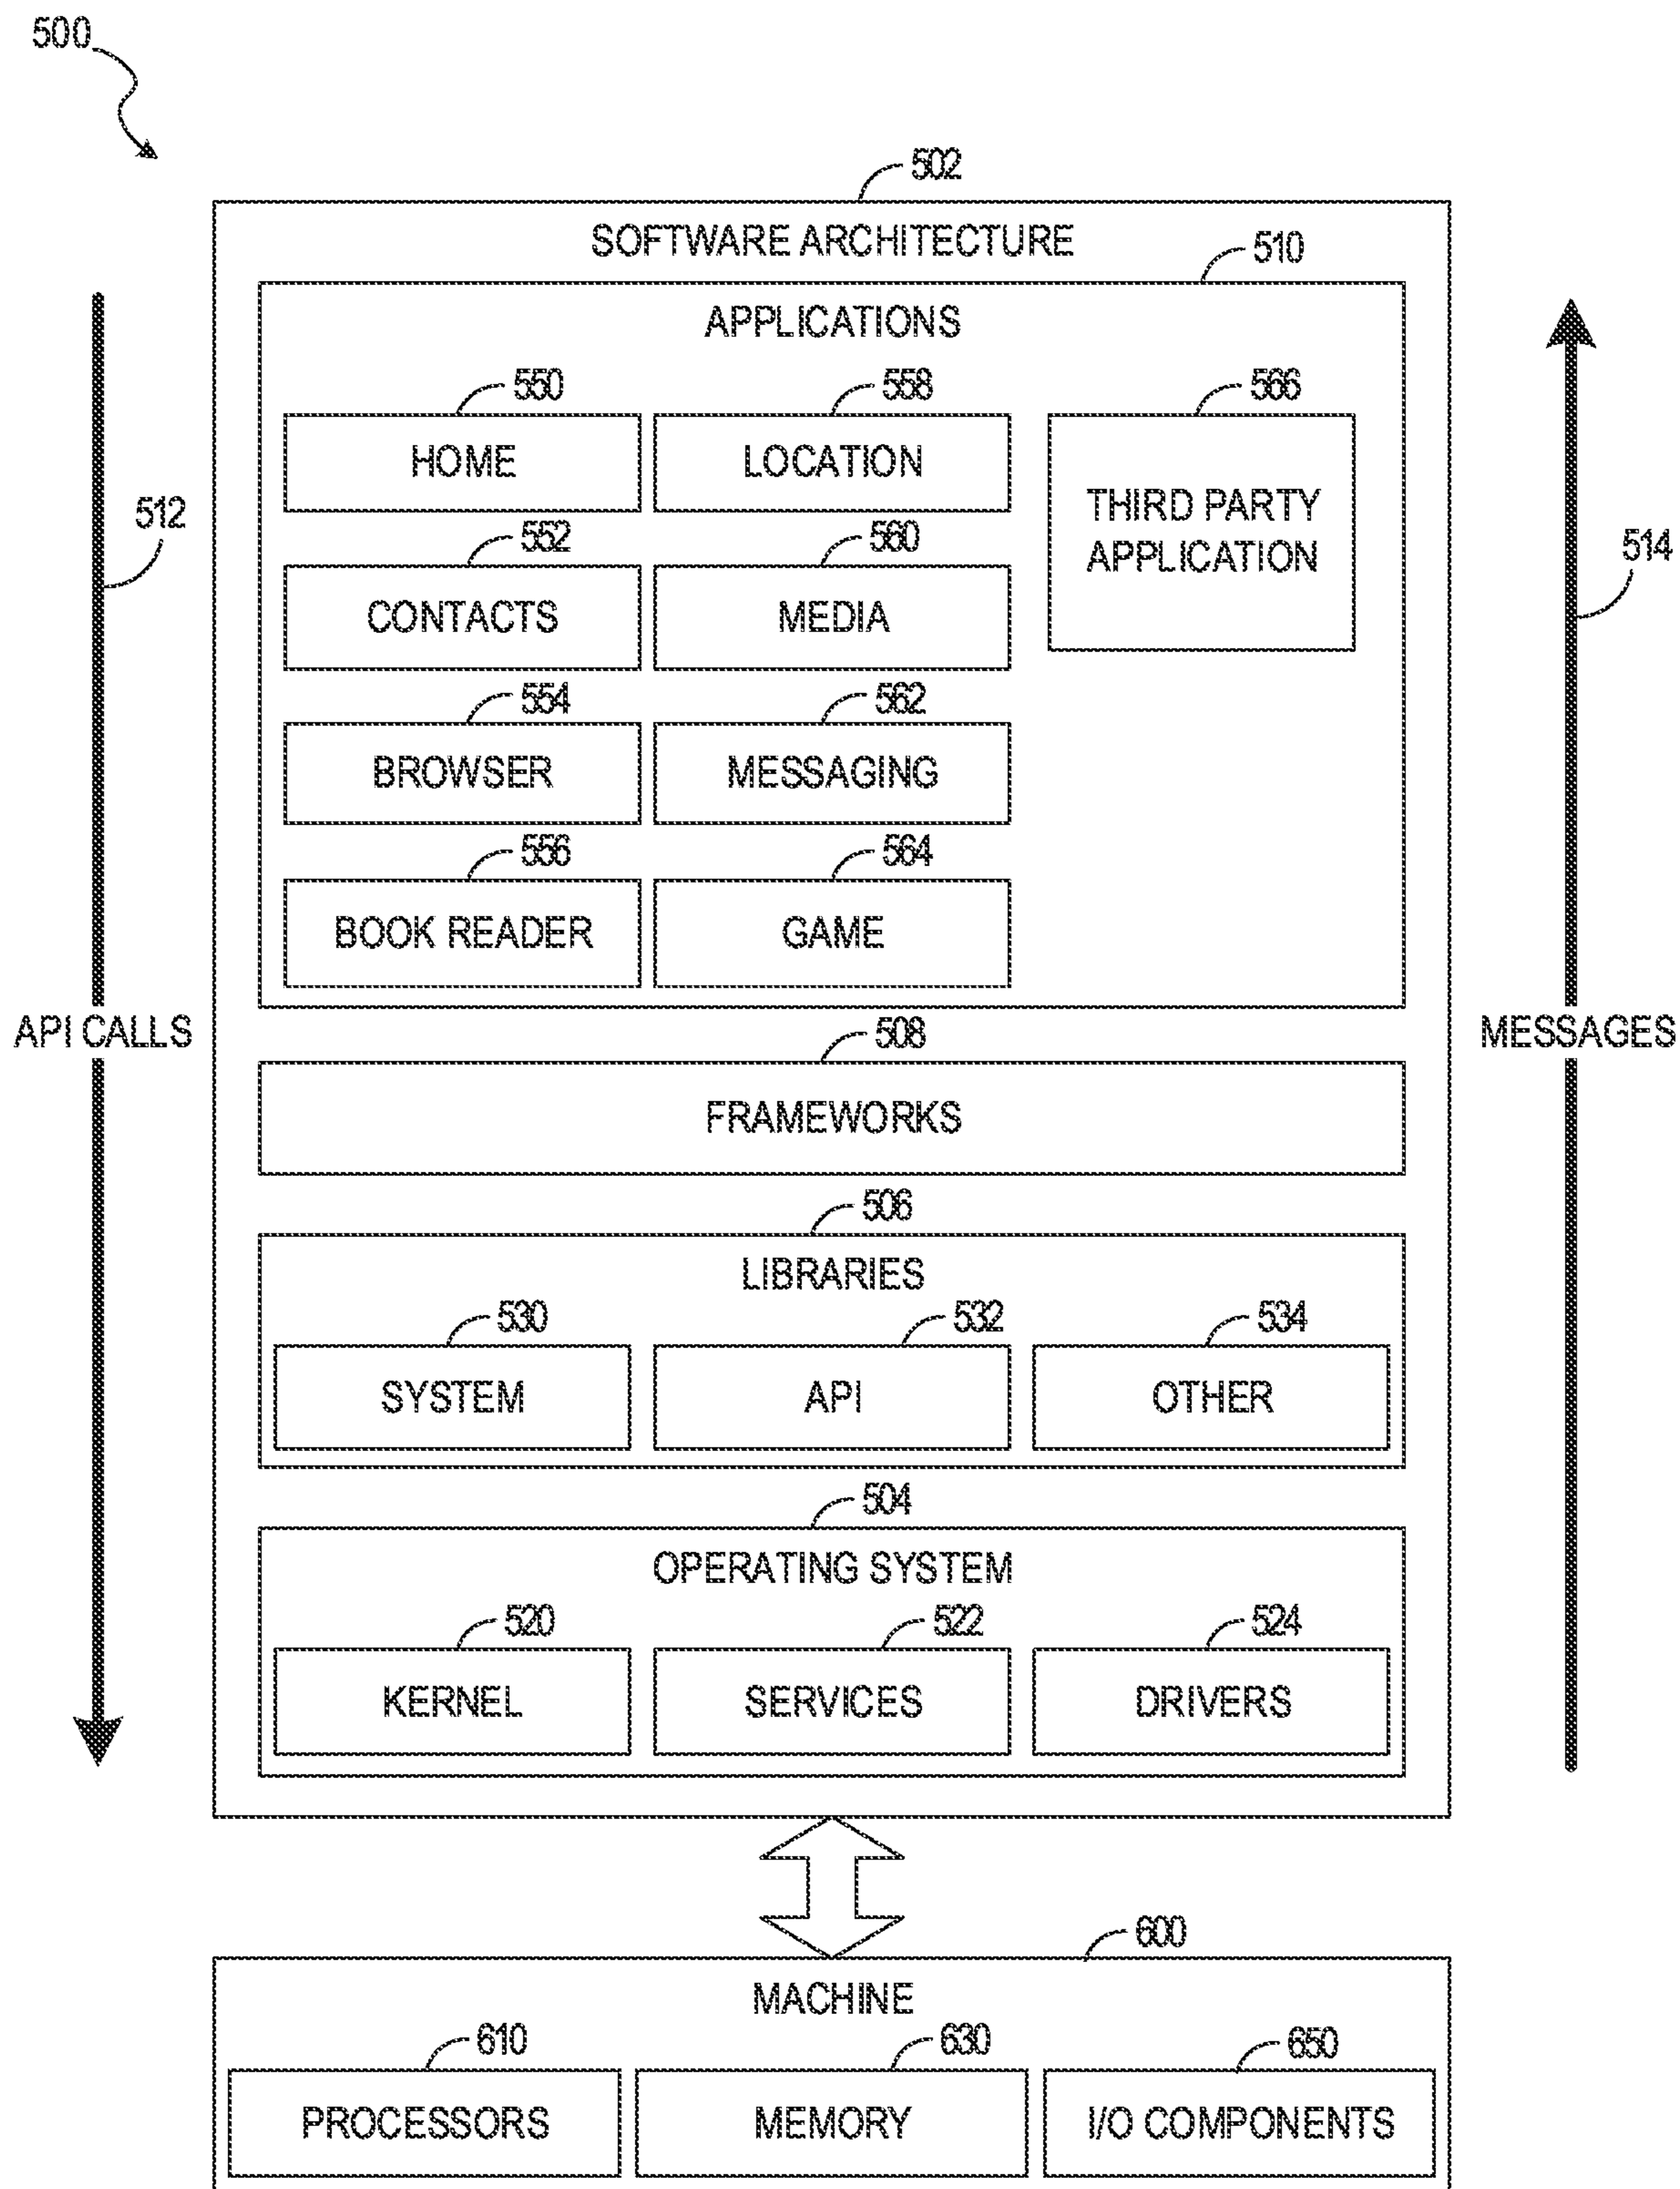 500
502
SOFTWARE ARCHITECTURE
510
APPLICATIONS
550
558
566
HOME
LOCATION
THIRD PARTY
APPLICATION
512
514
552
560
CONTACTS
MEDIA
554
562
BROWSER
MESSAGING
556
564
BOOK READER
GAME
API CALLS
MESSAGES
508
FRAMEWORKS
506
LIBRARIES
530
532
534
SYSTEM
API
OTHER
504
OPERATING SYSTEM
520
522
524
KERNEL
SERVICES
DRIVERS
600
MACHINE
610
630
650
PROCESSORS
MEMORY
I/O COMPONENTS